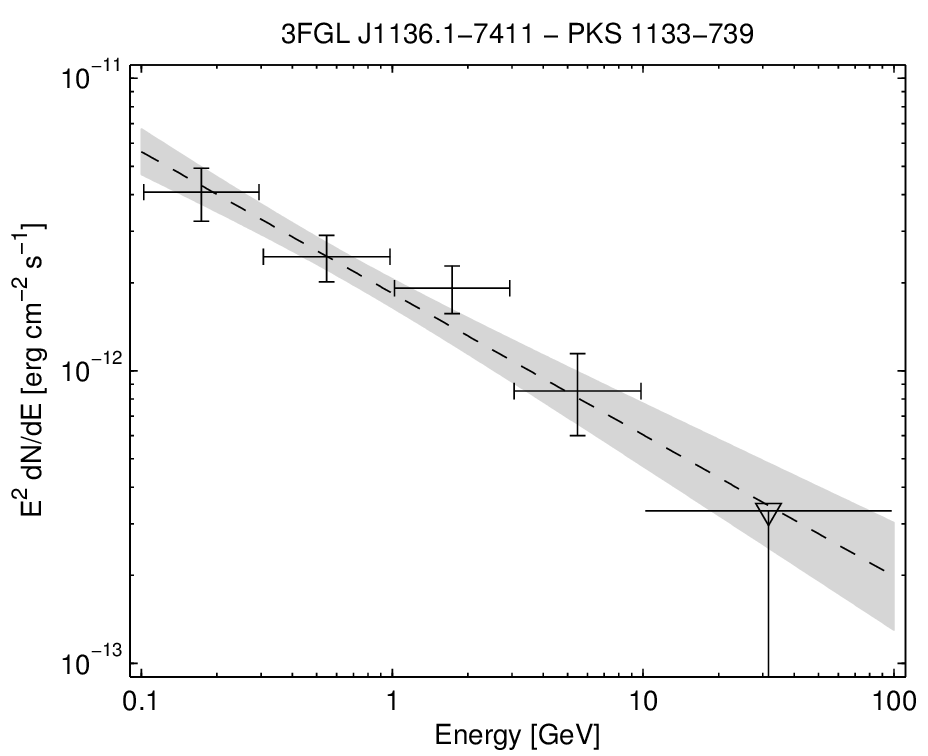 3FGL J1136.1−7411 − PKS 1133−739
10⁻¹¹
10⁻¹²
10⁻¹³
E² dN/dE [erg cm⁻² s⁻¹]
0.1 1 10 100
Energy [GeV]